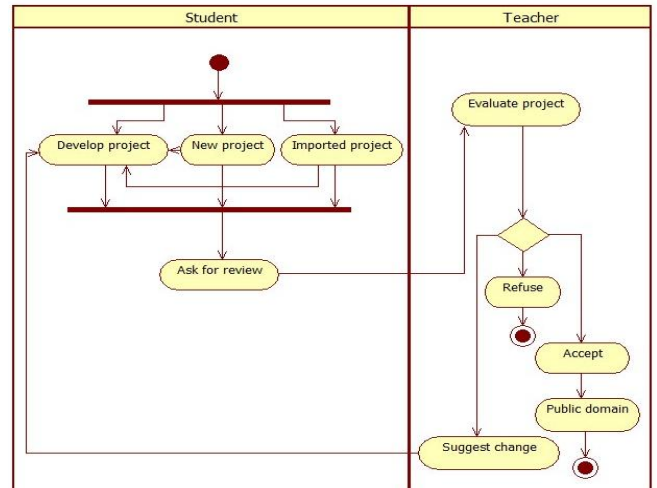 Student
Teacher
Evaluate project
Develop project
New project
Imported project
Ask for review
Refuse
Accept
Public domain
Suggest change